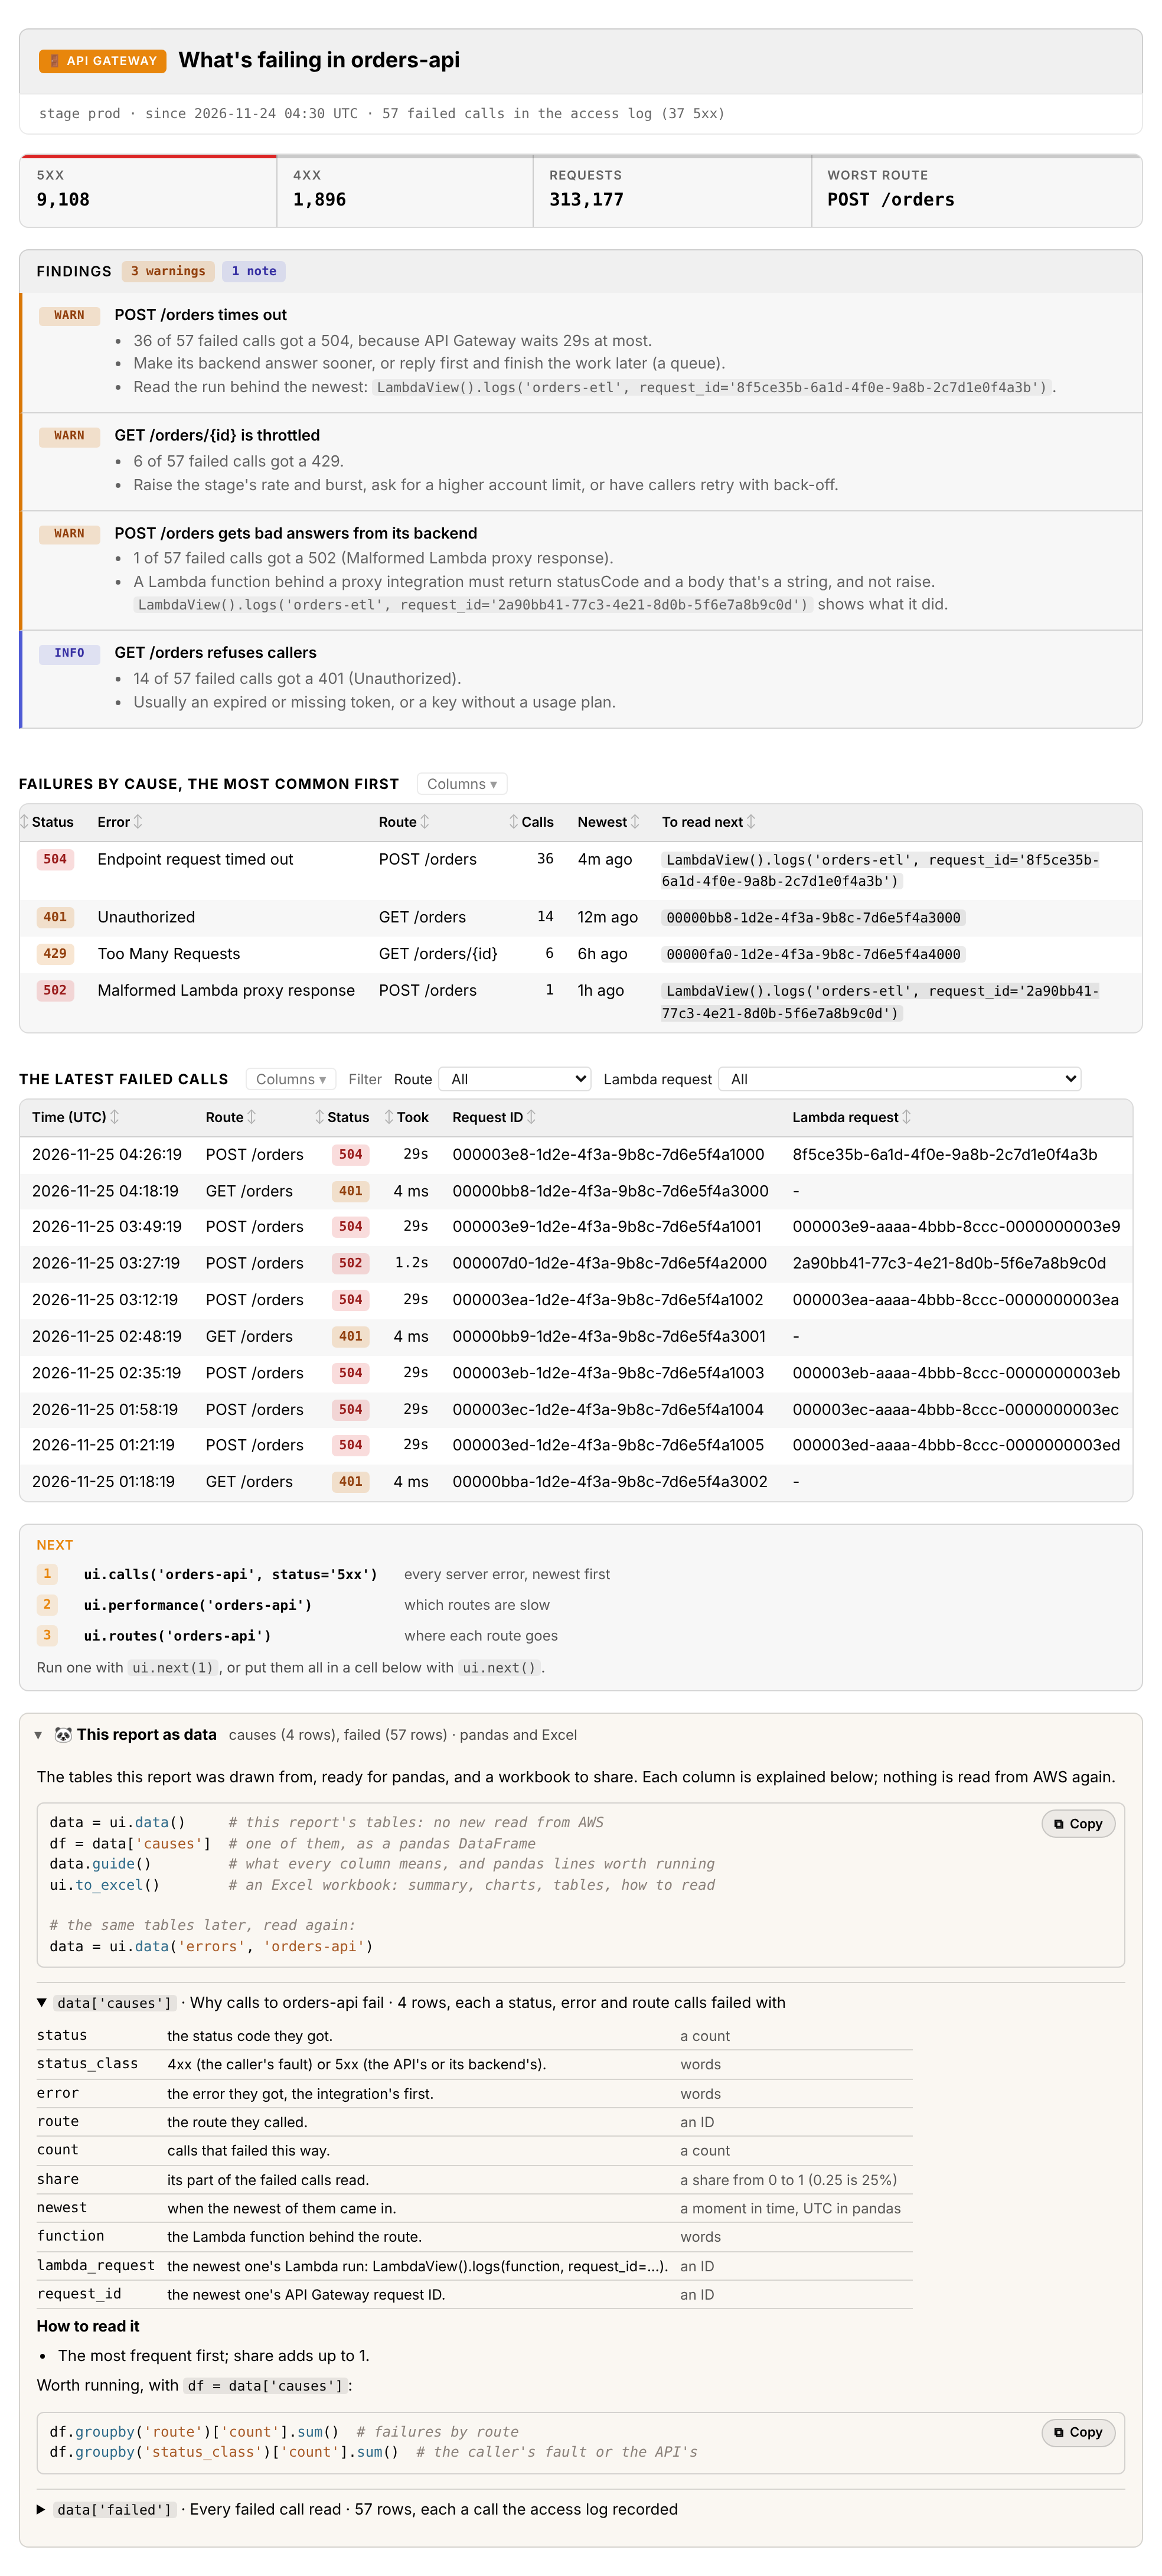 API GATEWAY What's failing in orders-api
stage prod · since 2026-11-24 04:30 UTC · 57 failed calls in the access log (37 5xx)
5XX 4XX REQUESTS WORST ROUTE
9,108 1,896 313,177 POST /orders
FINDINGS 3 warnings 1 note
WARN POST /orders times out
• 36 of 57 failed calls got a 504, because API Gateway waits 29s at most.
• Make its backend answer sooner, or reply first and finish the work later (a queue).
• Read the run behind the newest: LambdaView().logs('orders-etl', request_id='8f5ce35b-6a1d-4f0e-9a8b-2c7d1e0f4a3b').
WARN GET /orders/{id} is throttled
• 6 of 57 failed calls got a 429.
• Raise the stage's rate and burst, ask for a higher account limit, or have callers retry with back-off.
WARN POST /orders gets bad answers from its backend
• 1 of 57 failed calls got a 502 (Malformed Lambda proxy response).
• A Lambda function behind a proxy integration must return statusCode and a body that's a string, and not raise.
LambdaView().logs('orders-etl', request_id='2a90bb41-77c3-4e21-8d0b-5f6e7a8b9c0d') shows what it did.
INFO GET /orders refuses callers
• 14 of 57 failed calls got a 401 (Unauthorized).
• Usually an expired or missing token, or a key without a usage plan.
FAILURES BY CAUSE, THE MOST COMMON FIRST Columns ▾
Status Error Route Calls Newest To read next
504 Endpoint request timed out POST /orders 36 4m ago LambdaView().logs('orders-etl', request_id='8f5ce35b-
6a1d-4f0e-9a8b-2c7d1e0f4a3b')
401 Unauthorized GET /orders 14 12m ago 00000bb8-1d2e-4f3a-9b8c-7d6e5f4a3000
429 Too Many Requests GET /orders/{id} 6 6h ago 00000fa0-1d2e-4f3a-9b8c-7d6e5f4a4000
502 Malformed Lambda proxy response POST /orders 1 1h ago LambdaView().logs('orders-etl', request_id='2a90bb41-
77c3-4e21-8d0b-5f6e7a8b9c0d')
THE LATEST FAILED CALLS Columns ▾ Filter Route All Lambda request All
Time (UTC) Route Status Took Request ID Lambda request
2026-11-25 04:26:19 POST /orders 504 29s 000003e8-1d2e-4f3a-9b8c-7d6e5f4a1000 8f5ce35b-6a1d-4f0e-9a8b-2c7d1e0f4a3b
2026-11-25 04:18:19 GET /orders 401 4 ms 00000bb8-1d2e-4f3a-9b8c-7d6e5f4a3000 -
2026-11-25 03:49:19 POST /orders 504 29s 000003e9-1d2e-4f3a-9b8c-7d6e5f4a1001 000003e9-aaaa-4bbb-8ccc-0000000003e9
2026-11-25 03:27:19 POST /orders 502 1.2s 000007d0-1d2e-4f3a-9b8c-7d6e5f4a2000 2a90bb41-77c3-4e21-8d0b-5f6e7a8b9c0d
2026-11-25 03:12:19 POST /orders 504 29s 000003ea-1d2e-4f3a-9b8c-7d6e5f4a1002 000003ea-aaaa-4bbb-8ccc-0000000003ea
2026-11-25 02:48:19 GET /orders 401 4 ms 00000bb9-1d2e-4f3a-9b8c-7d6e5f4a3001 -
2026-11-25 02:35:19 POST /orders 504 29s 000003eb-1d2e-4f3a-9b8c-7d6e5f4a1003 000003eb-aaaa-4bbb-8ccc-0000000003eb
2026-11-25 01:58:19 POST /orders 504 29s 000003ec-1d2e-4f3a-9b8c-7d6e5f4a1004 000003ec-aaaa-4bbb-8ccc-0000000003ec
2026-11-25 01:21:19 POST /orders 504 29s 000003ed-1d2e-4f3a-9b8c-7d6e5f4a1005 000003ed-aaaa-4bbb-8ccc-0000000003ed
2026-11-25 01:18:19 GET /orders 401 4 ms 00000bba-1d2e-4f3a-9b8c-7d6e5f4a3002 -
NEXT
1 ui.calls('orders-api', status='5xx') every server error, newest first
2 ui.performance('orders-api') which routes are slow
3 ui.routes('orders-api') where each route goes
Run one with ui.next(1), or put them all in a cell below with ui.next().
▼ 🐼 This report as data causes (4 rows), failed (57 rows) · pandas and Excel
The tables this report was drawn from, ready for pandas, and a workbook to share. Each column is explained below; nothing is read from AWS again.
data = ui.data() # this report's tables: no new read from AWS
Copy
df = data['causes'] # one of them, as a pandas DataFrame
data.guide() # what every column means, and pandas lines worth running
ui.to_excel() # an Excel workbook: summary, charts, tables, how to read
# the same tables later, read again:
data = ui.data('errors', 'orders-api')
▼ data['causes'] · Why calls to orders-api fail · 4 rows, each a status, error and route calls failed with
status the status code they got. a count
status_class 4xx (the caller's fault) or 5xx (the API's or its backend's). words
error the error they got, the integration's first. words
route the route they called. an ID
count calls that failed this way. a count
share its part of the failed calls read. a share from 0 to 1 (0.25 is 25%)
newest when the newest of them came in. a moment in time, UTC in pandas
function the Lambda function behind the route. words
lambda_request the newest one's Lambda run: LambdaView().logs(function, request_id=...). an ID
request_id the newest one's API Gateway request ID. an ID
How to read it
• The most frequent first; share adds up to 1.
Worth running, with df = data['causes']:
df.groupby('route')['count'].sum() # failures by route
Copy
df.groupby('status_class')['count'].sum() # the caller's fault or the API's
▶ data['failed'] · Every failed call read · 57 rows, each a call the access log recorded